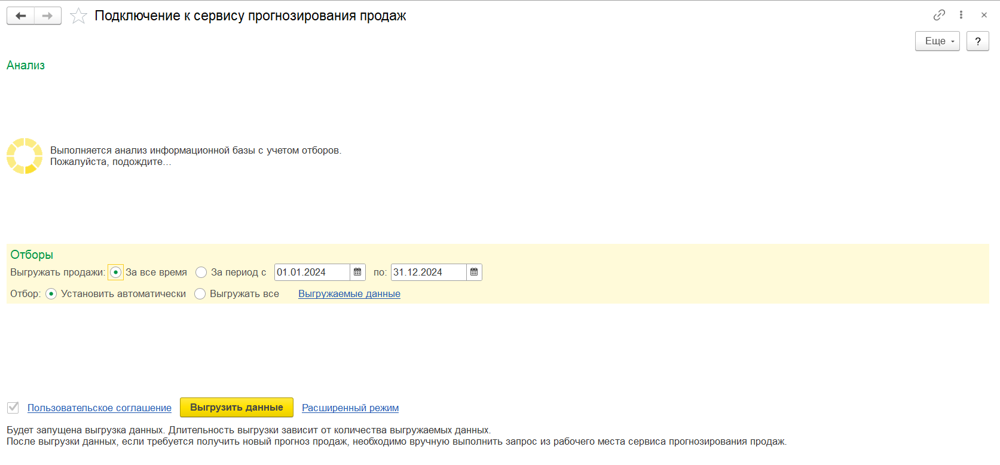 Подключение к сервису прогнозирования продаж
Еще ?
Анализ
Выполняется анализ информационной базы с учетом отборов.
Пожалуйста, подождите...
Отборы
Выгружать продажи: За все время За период с 01.01.2024 по: 31.12.2024
Отбор: Установить автоматически Выгружать все Выгружаемые данные
Пользовательское соглашение Выгрузить данные Расширенный режим
Будет запущена выгрузка данных. Длительность выгрузки зависит от количества выгружаемых данных.
После выгрузки данных, если требуется получить новый прогноз продаж, необходимо вручную выполнить запрос из рабочего места сервиса прогнозирования продаж.